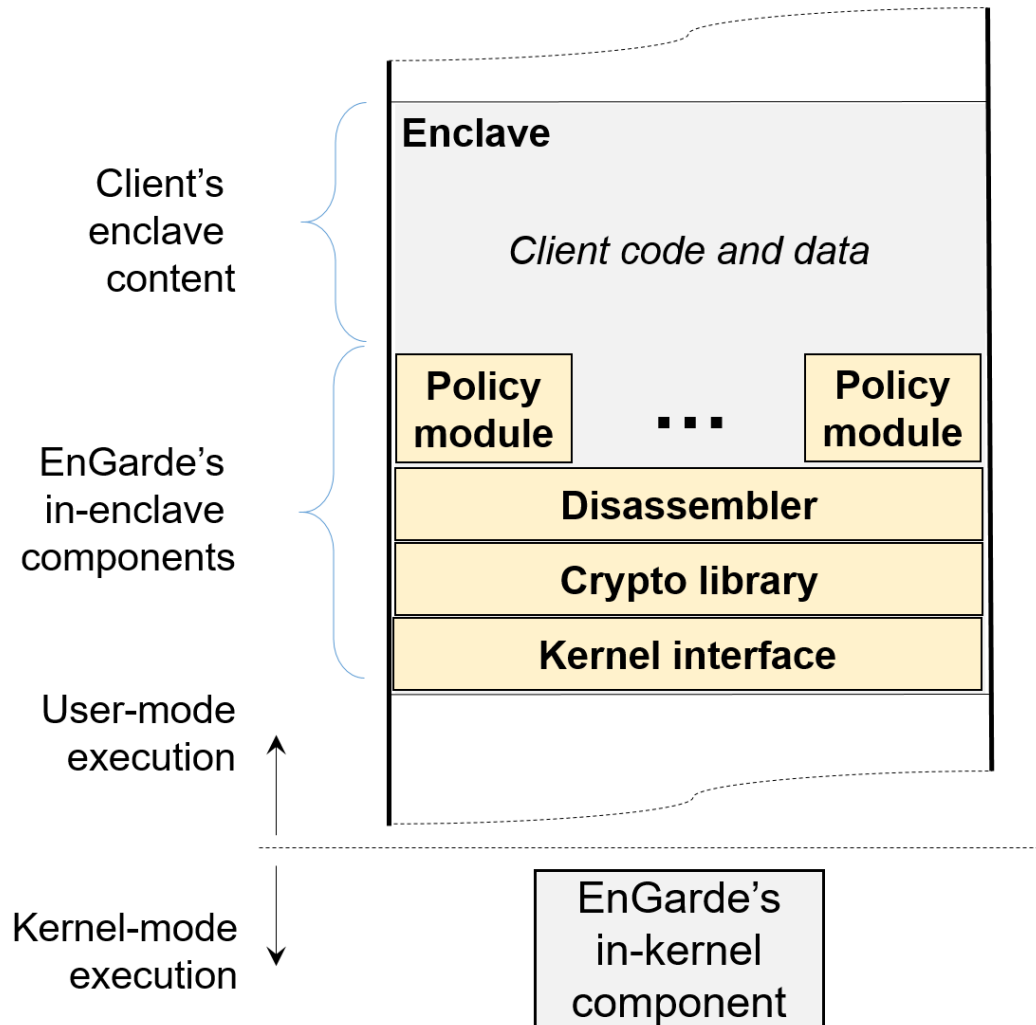 Enclave
Client's
enclave
content
Client code and data
Policy
module
...
Policy
module
EnGarde's
in-enclave
components
Disassembler
Crypto library
Kernel interface
User-mode
execution
Kernel-mode
execution
EnGarde's
in-kernel
component